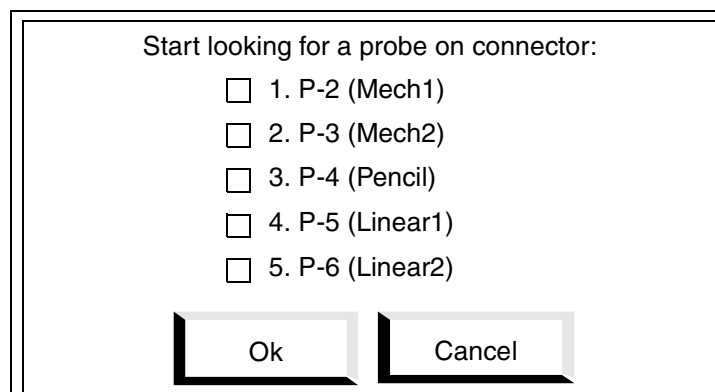 Start looking for a probe on connector:
1. P-2 (Mech1)
2. P-3 (Mech2)
3. P-4 (Pencil)
4. P-5 (Linear1)
5. P-6 (Linear2)
Ok Cancel